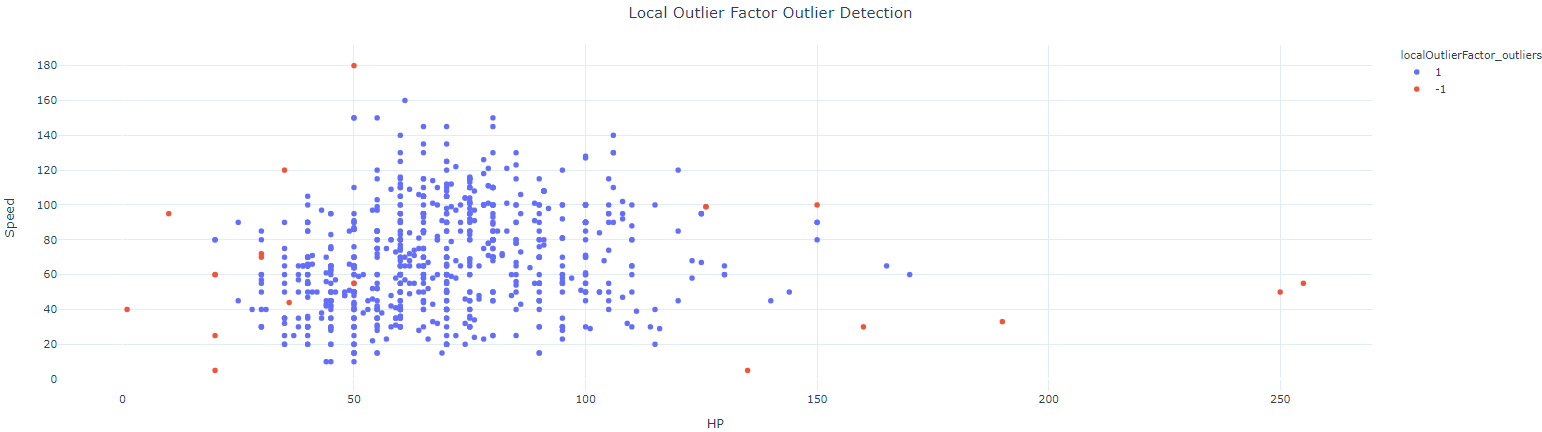 Local Outlier Factor Outlier Detection
localOutlierFactor_outliers
1
-1
Speed
180
160
140
120
100
80
60
40
20
0
0 50 100 150 200 250
HP